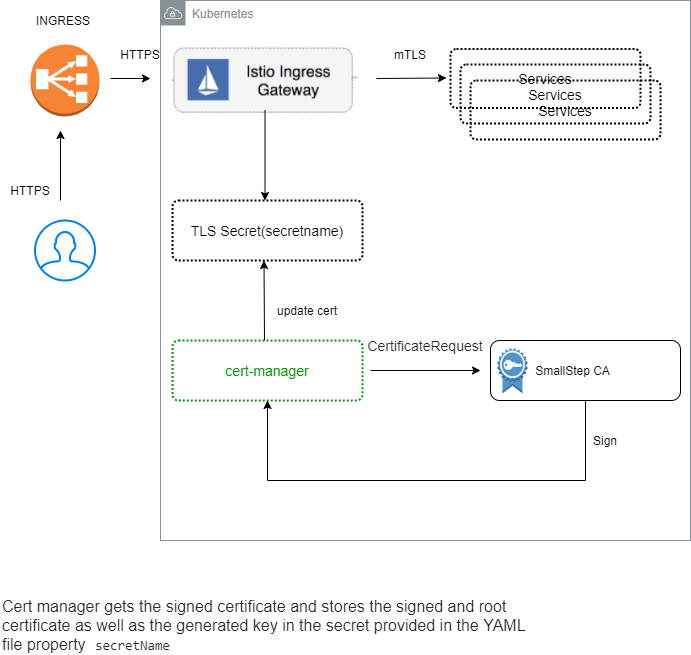 INGRESS
Kubernetes
HTTPS
Istio Ingress
Gateway
mTLS
Services
Services
Services
HTTPS
TLS Secret(secretname)
update cert
cert-manager
CertificateRequest
SmallStep CA
Sign
Cert manager gets the signed certificate and stores the signed and root
certificate as well as the generated key in the secret provided in the YAML
file property secretName